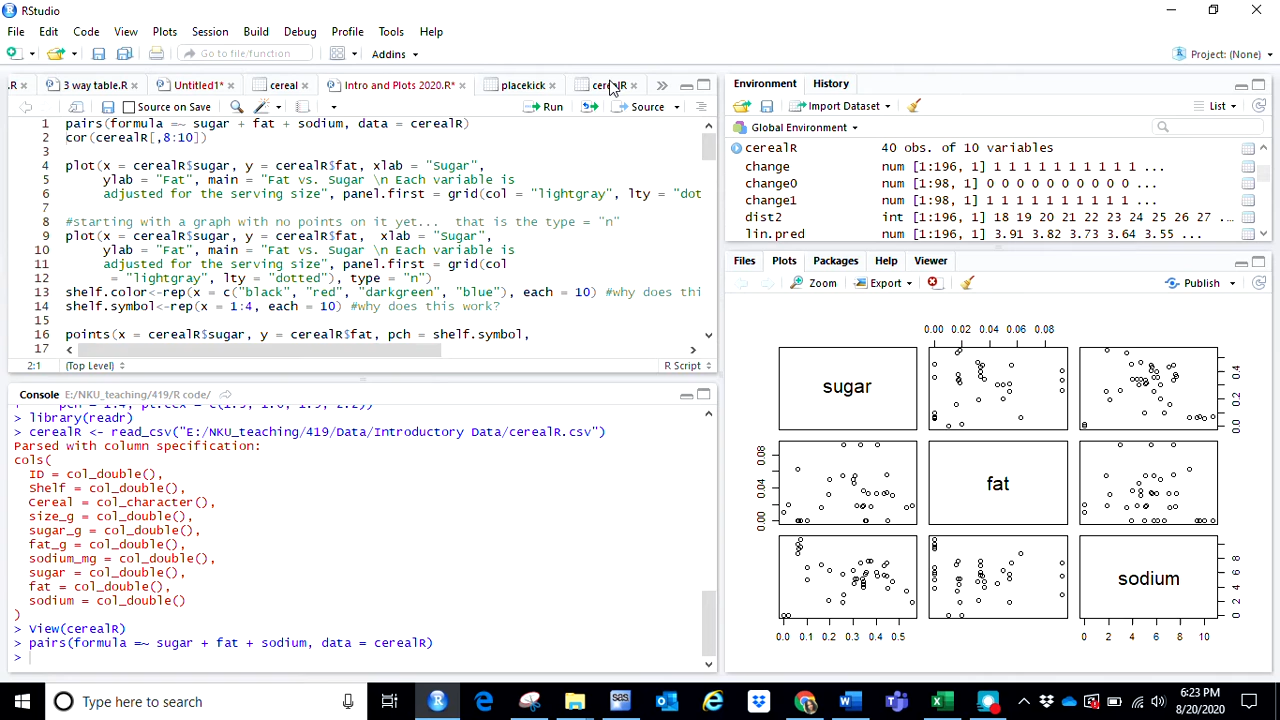 RStudio
File Edit Code View Plots Session Build Debug Profile Tools Help
Go to file/function Addins Project: (None)
.R 3 way table.R Untitled1* cereal Intro and Plots 2020.R* placekick cerealR
Source on Save Run Source
1 pairs(formula =~ sugar + fat + sodium, data = cerealR)
2 cor(cerealR[,8:10])
3
4 plot(x = cerealR$sugar, y = cerealR$fat, xlab = "Sugar",
5 ylab = "Fat", main = "Fat vs. Sugar \n Each variable is
6 adjusted for the serving size", panel.first = grid(col = "lightgray", lty = "dot
7
8 #starting with a graph with no points on it yet... that is the type = "n"
9 plot(x = cerealR$sugar, y = cerealR$fat, xlab = "Sugar",
10 ylab = "Fat", main = "Fat vs. Sugar \n Each variable is
11 adjusted for the serving size", panel.first = grid(col
12 = "lightgray", lty = "dotted"), type = "n")
13 shelf.color<-rep(x = c("black", "red", "darkgreen", "blue"), each = 10) #why does thi
14 shelf.symbol<-rep(x = 1:4, each = 10) #why does this work?
15
16 points(x = cerealR$sugar, y = cerealR$fat, pch = shelf.symbol,
17
2:1 (Top Level) R Script
Console E:/NKU_teaching/419/R code/
> library(readr)
> cerealR <- read_csv("E:/NKU_teaching/419/Data/Introductory Data/cerealR.csv")
Parsed with column specification:
cols(
ID = col_double(),
Shelf = col_double(),
Cereal = col_character(),
size_g = col_double(),
sugar_g = col_double(),
fat_g = col_double(),
sodium_mg = col_double(),
sugar = col_double(),
fat = col_double(),
sodium = col_double()
)
> View(cerealR)
> pairs(formula =~ sugar + fat + sodium, data = cerealR)
>
Environment History
Import Dataset List
Global Environment
cerealR 40 obs. of 10 variables
change num [1:196, 1] 1 1 1 1 1 1 1 1 1 1 ...
change0 num [1:98, 1] 0 0 0 0 0 0 0 0 0 0 ...
change1 num [1:98, 1] 1 1 1 1 1 1 1 1 1 1 ...
dist2 int [1:196, 1] 18 19 20 21 22 23 24 25 26 27 ...
lin.pred 3.91 3.82 3.73 3.64 3.55 ...
Files Plots Packages Help Viewer
Zoom Export Publish
0.00 0.02 0.04 0.06 0.08
sugar
0.0 0.2 0.4
0.00 0.04 0.08
fat
sodium
0 2 4 6 8
0.0 0.1 0.2 0.3 0.4 0.5
0 2 4 6 8 10
Type here to search
6:23 PM
8/20/2020